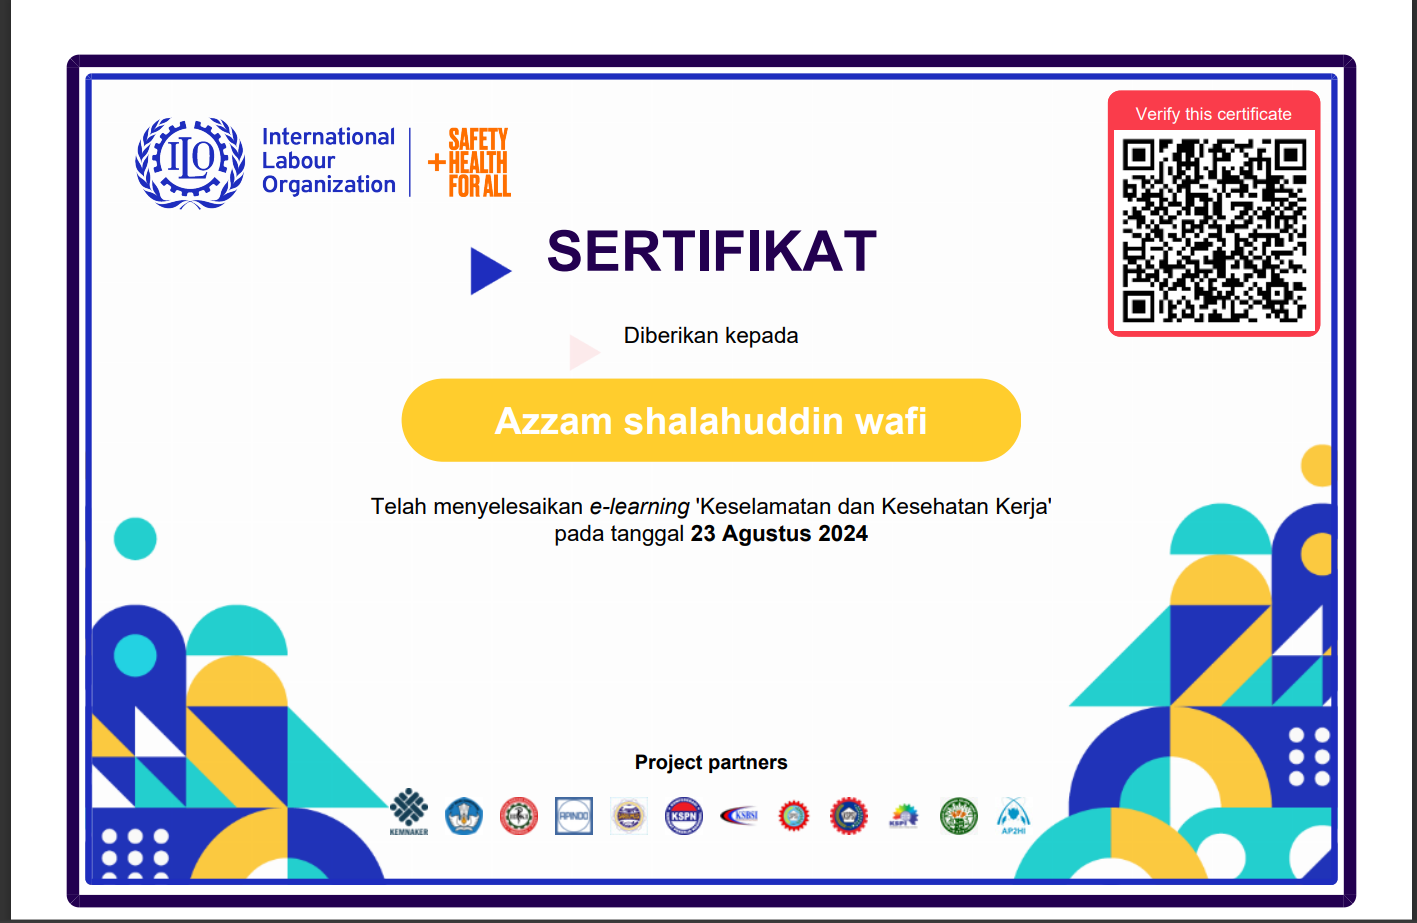 International
Labour
Organization
ILO
SAFETY
+HEALTH
FOR ALL
Verify this certificate
SERTIFIKAT
Diberikan kepada
Azzam shalahuddin wafi
Telah menyelesaikan e-learning 'Keselamatan dan Kesehatan Kerja'
pada tanggal 23 Agustus 2024
Project partners
KEMNAKER
APINDO
KSPN
KSBSI
KSPI
AP2HI